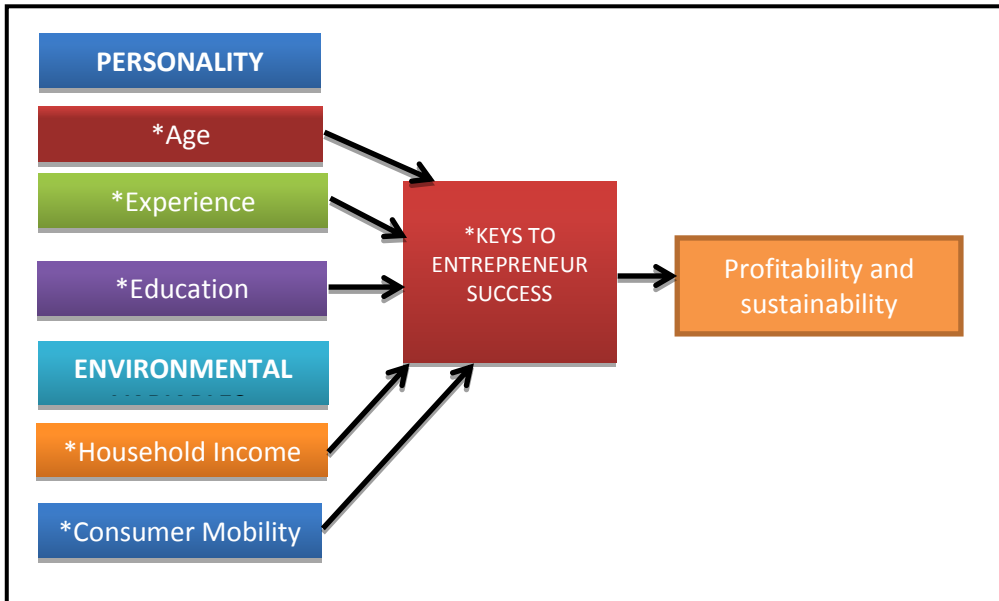 PERSONALITY
*Age
*Experience
*Education
ENVIRONMENTAL
*Household Income
*Consumer Mobility
*KEYS TO
ENTREPRENEUR
SUCCESS
Profitability and
sustainability